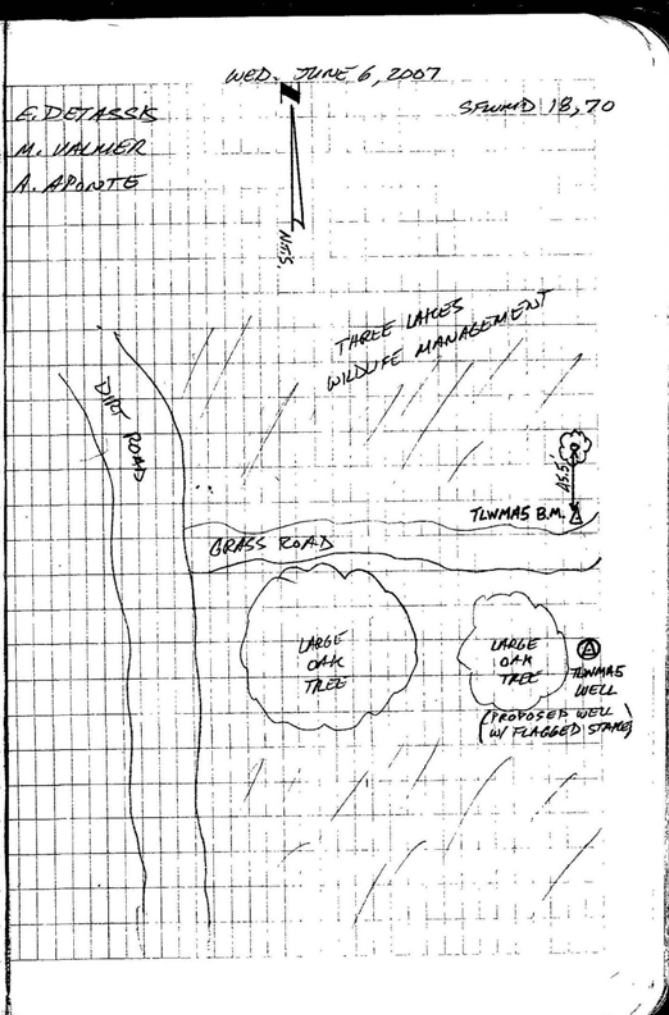 WED. JUNE 6, 2007
SFWMD 18,70
E. DETASSIS
M. VALMER
A. APONTE
N.T.S.
THREE LAKES
WILDLIFE MANAGEMENT
DIRT ROAD
45.5'
TLWMA5 B.M.
GRASS ROAD
LARGE
OAK
TREE
LARGE
OAK
TREE
TLWMA5
WELL
(PROPOSED WELL
W/ FLAGGED STAKE)